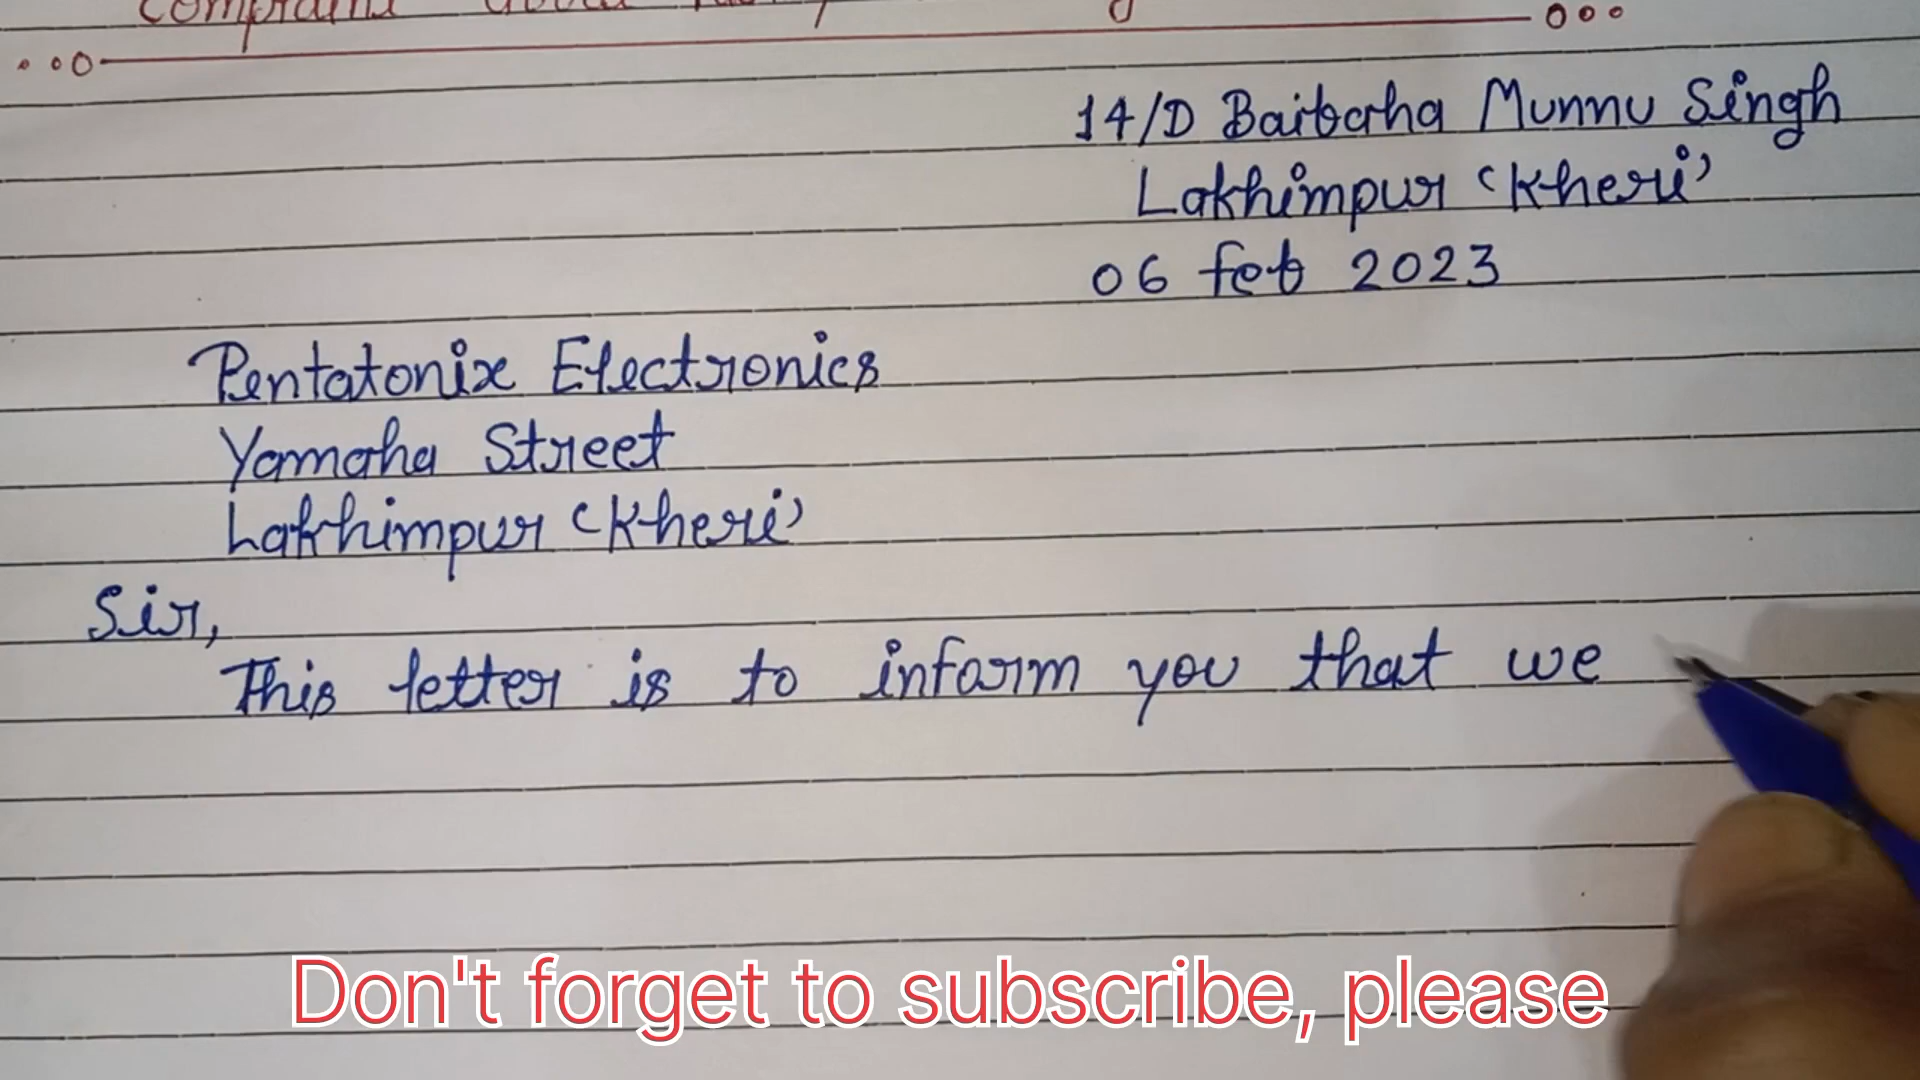 14/D Baibaha Munnu Singh
Lakhimpur (Kheri)
06 feb 2023
Pentatonix Electronics
Yamaha Street
Lakhimpur (Kheri)
Sir,
This letter is to inform you that we
Don't forget to subscribe, please